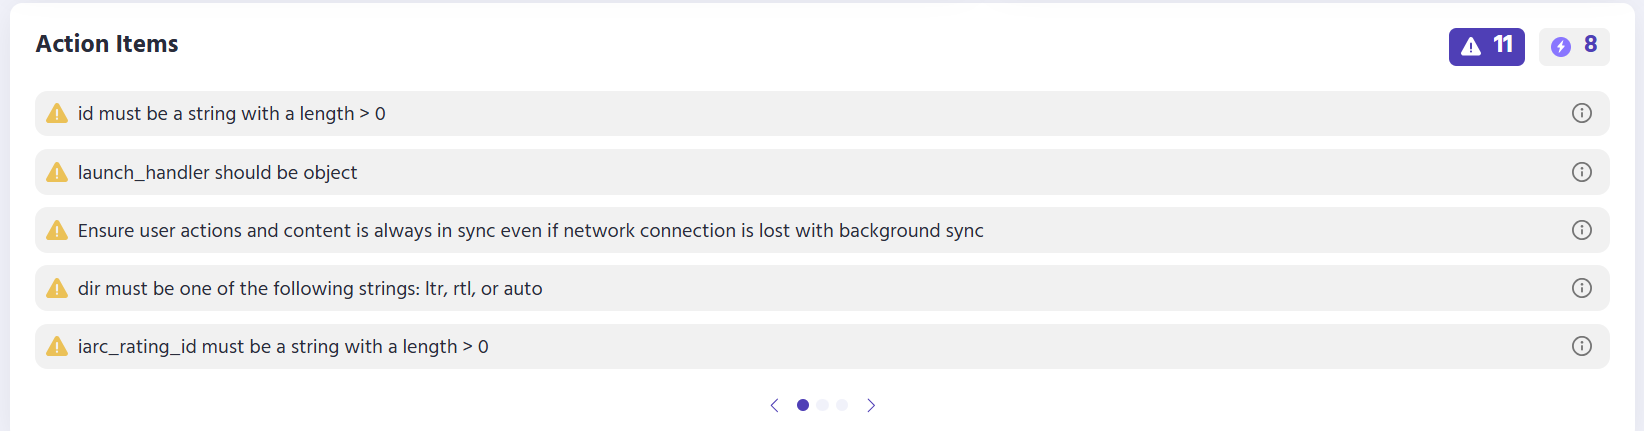 Action Items
11
8
id must be a string with a length > 0
launch_handler should be object
Ensure user actions and content is always in sync even if network connection is lost with background sync
dir must be one of the following strings: ltr, rtl, or auto
iarc_rating_id must be a string with a length > 0